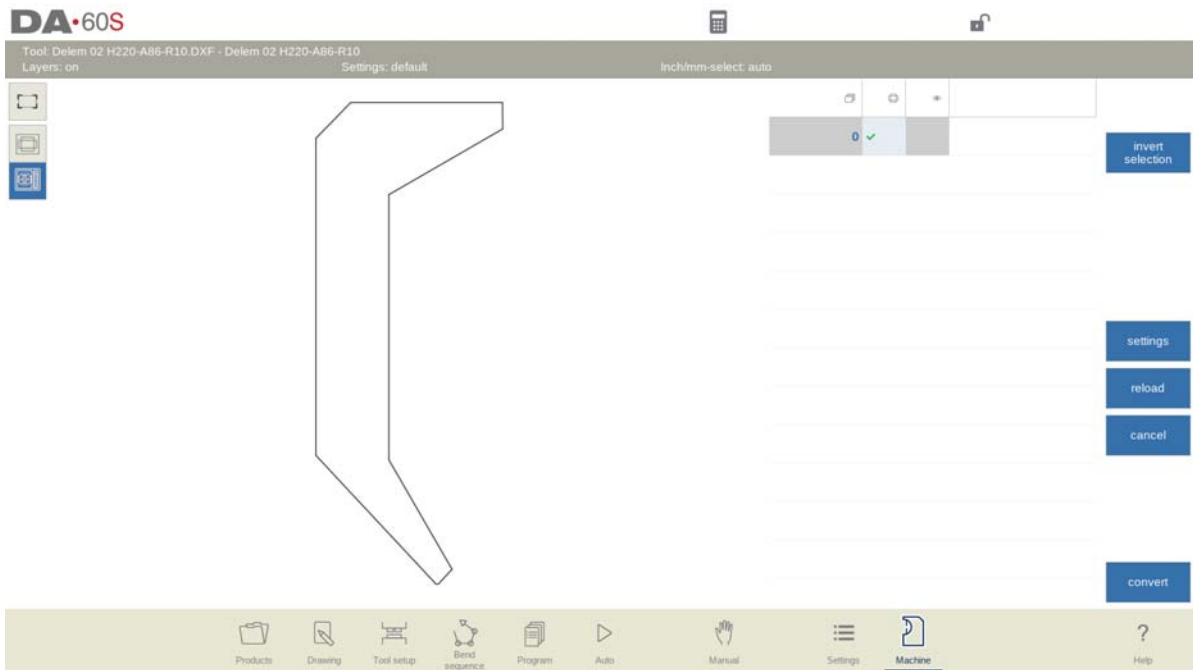 DA•60S
Tool: Delem 02 H220-A86-R10.DXF - Delem 02 H220-A86-R10
Layers: on Settings: default Inch/mm-select: auto
0
invert
selection
settings
reload
cancel
convert
Products Drawing Tool setup Bend sequence Program Auto Manual Settings Machine ? Help